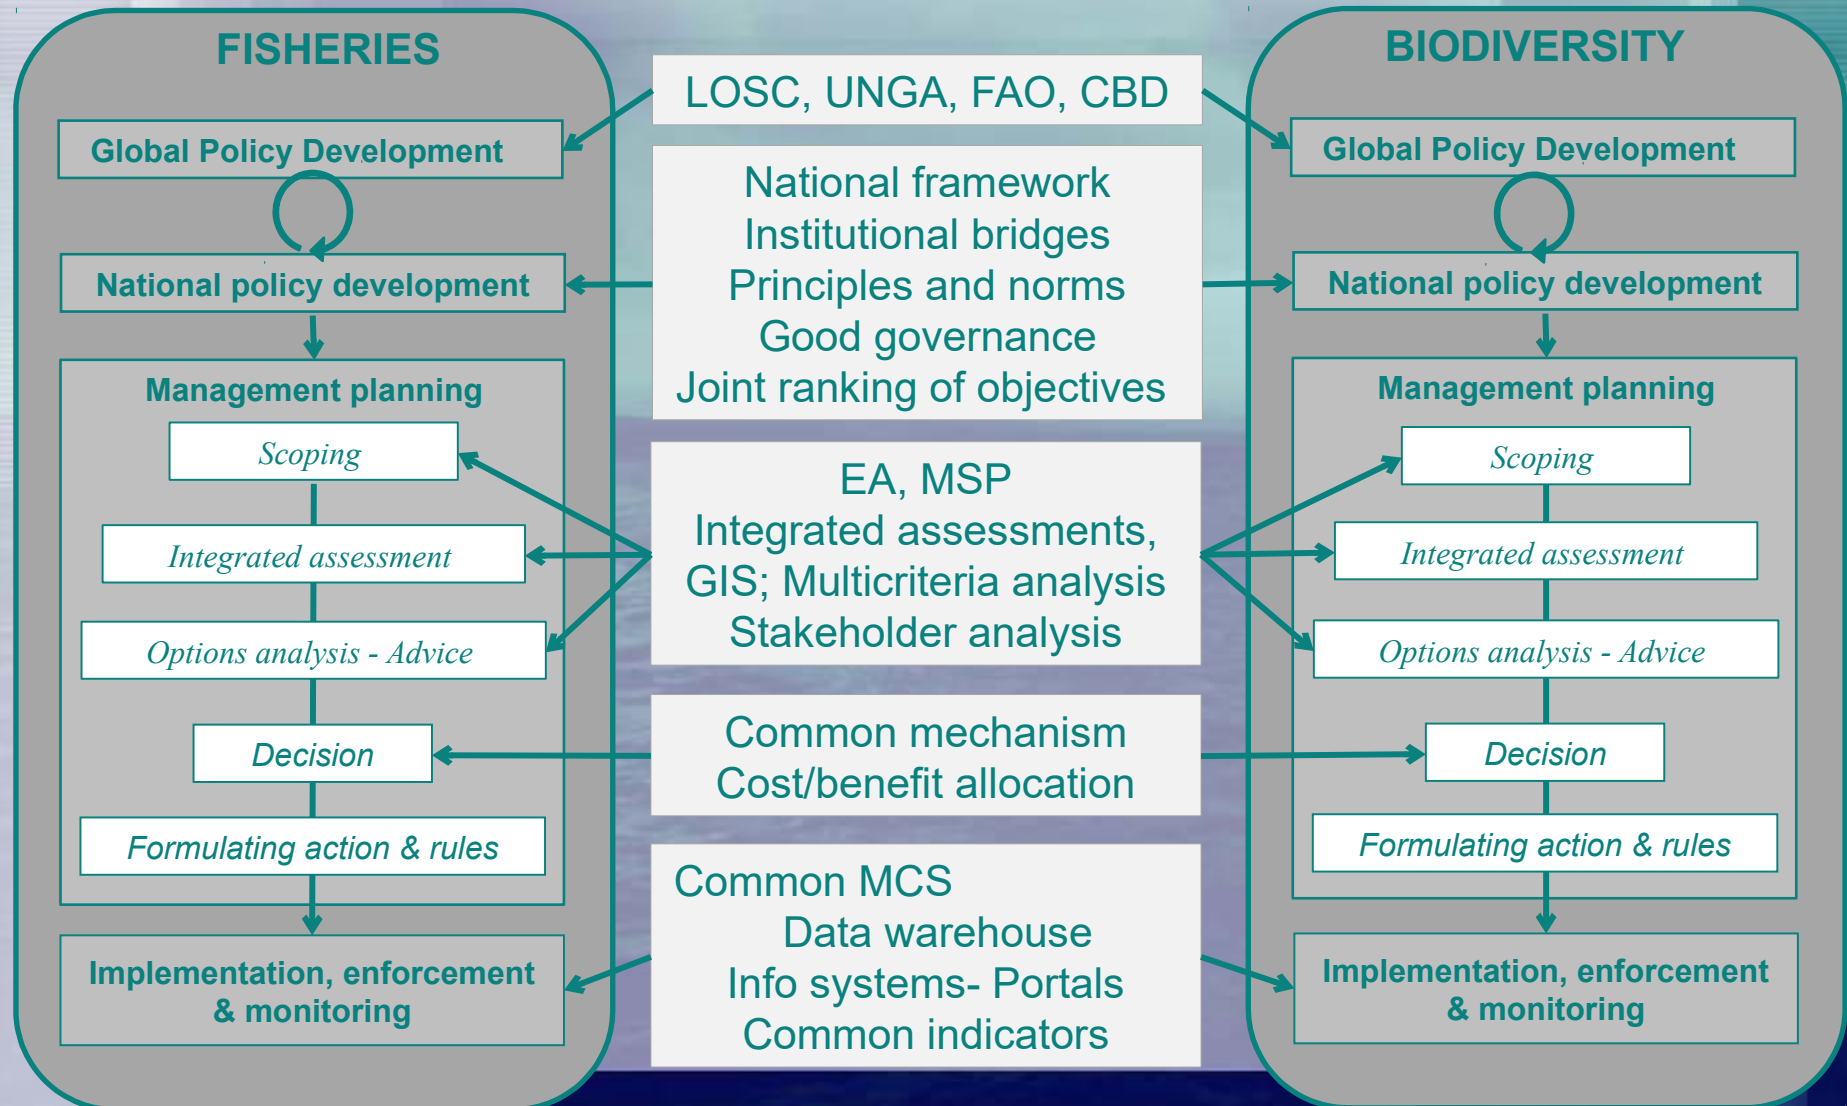 FISHERIES
Global Policy Development
National policy development
Management planning
Scoping
Integrated assessment
Options analysis - Advice
Decision
Formulating action & rules
Implementation, enforcement
& monitoring
LOSC, UNGA, FAO, CBD
National framework
Institutional bridges
Principles and norms
Good governance
Joint ranking of objectives
EA, MSP
Integrated assessments,
GIS; Multicriteria analysis
Stakeholder analysis
Common mechanism
Cost/benefit allocation
Common MCS
Data warehouse
Info systems- Portals
Common indicators
BIODIVERSITY
Global Policy Development
National policy development
Management planning
Scoping
Integrated assessment
Options analysis - Advice
Decision
Formulating action & rules
Implementation, enforcement
& monitoring